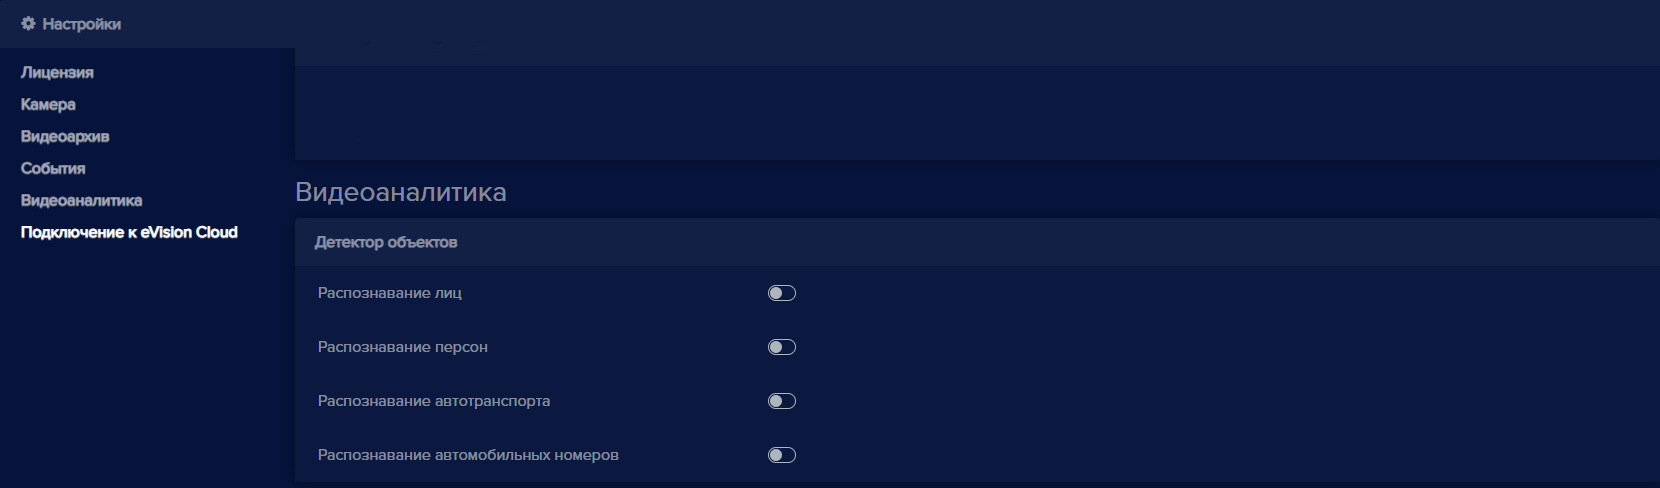 Настройки
Лицензия
Камера
Видеоархив
События
Видеоаналитика
Подключение к eVision Cloud
Видеоаналитика
Детектор объектов
Распознавание лиц
Распознавание персон
Распознавание автотранспорта
Распознавание автомобильных номеров